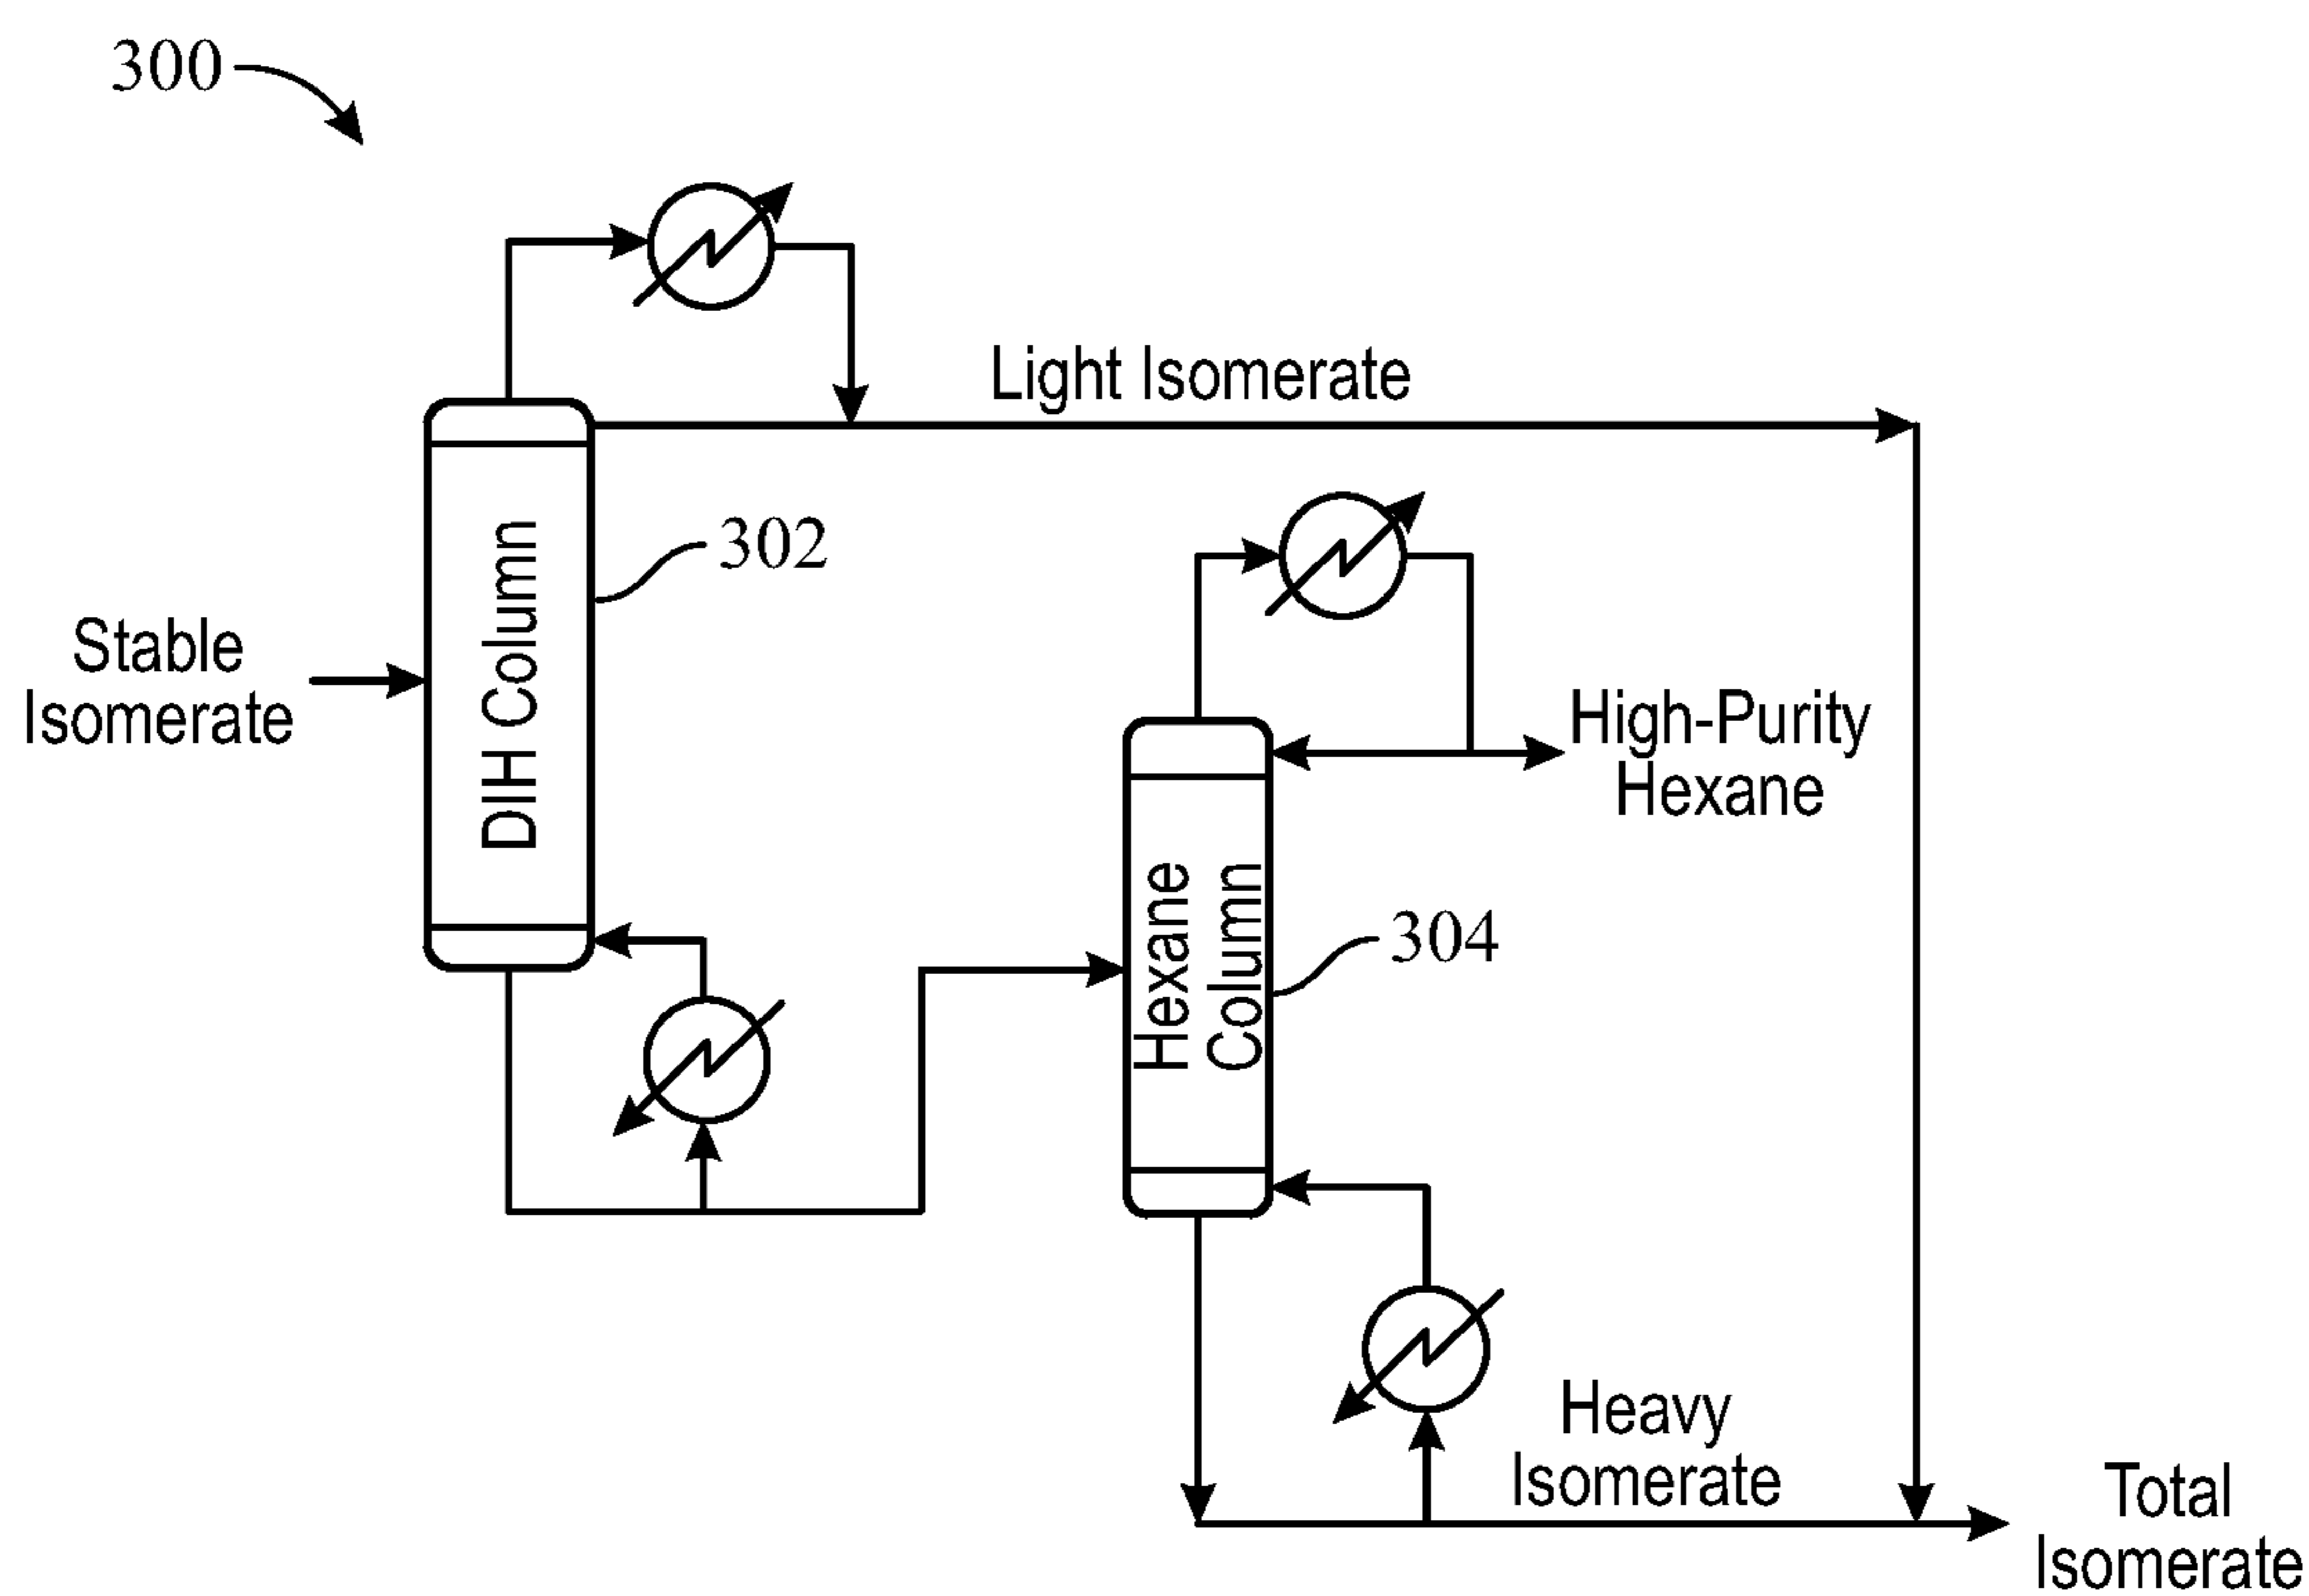 300
Light Isomerate
302
DIH Column
Stable
Isomerate
High-Purity
Hexane
Hexane
Column
304
Heavy
Isomerate
Total
Isomerate